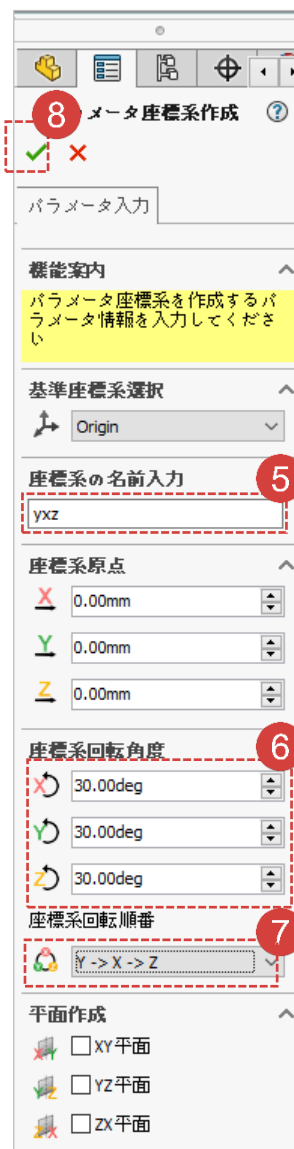 8
メータ座標系作成
パラメータ入力
機能案内
パラメータ座標系を作成するパ
ラメータ情報を入力してくださ
い
基準座標系選択
Origin
座標系の名前入力
5
yxz
座標系原点
X
0.00mm
Y
0.00mm
Z
0.00mm
座標系回転角度
6
X
30.00deg
Y
30.00deg
Z
30.00deg
座標系回転順番
7
Y -> X -> Z
平面作成
XY平面
YZ平面
ZX平面